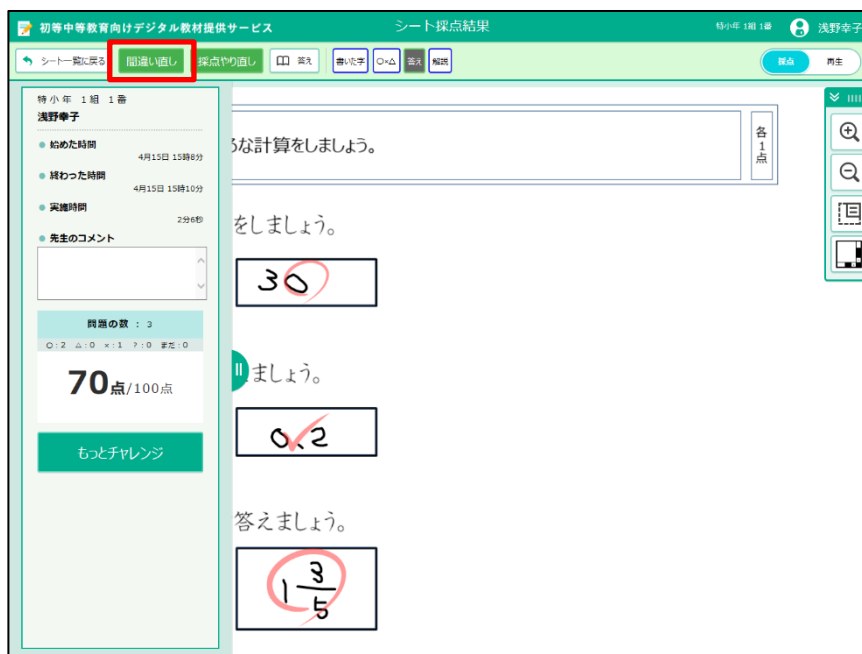 初等中等教育向けデジタル教材提供サービス シート採点結果 特小年 1組 1番 浅野幸子
シート一覧に戻る 間違い直し 採点やり直し 答え 書いた字 ○×△ 答え 解説 採点 再生
特小年 1組 1番
浅野幸子
始めた時間
4月15日 15時8分
終わった時間
4月15日 15時10分
実施時間
2分6秒
先生のコメント
問題の数 : 3
○:2 △:0 ×:1 ?:0 まだ:0
70点/100点
もっとチャレンジ
な計算をしましょう。
各1点
をしましょう。
30
ましょう。
0.2
答えましょう。
1 3/5